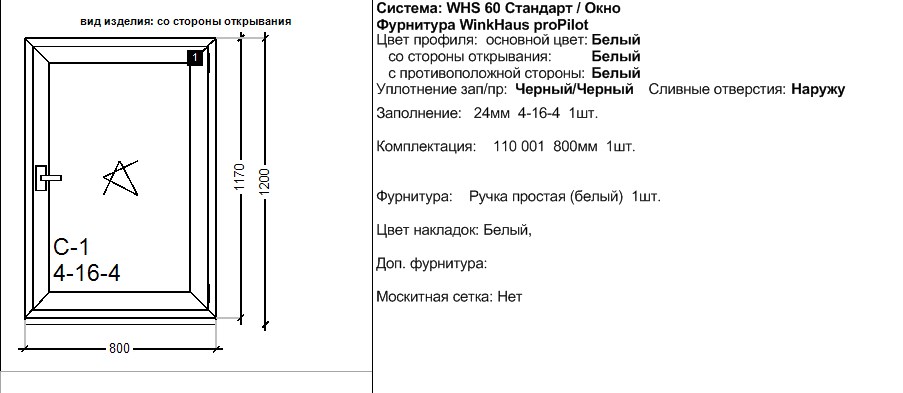 вид изделия: со стороны открывания
1
1170
1200
С-1
4-16-4
800
Система: WHS 60 Стандарт / Окно
Фурнитура WinkHaus proPilot
Цвет профиля: основной цвет: Белый
со стороны открывания: Белый
с противоположной стороны: Белый
Уплотнение зап/пр: Черный/Черный Сливные отверстия: Наружу
Заполнение: 24мм 4-16-4 1шт.
Комплектация: 110 001 800мм 1шт.
Фурнитура: Ручка простая (белый) 1шт.
Цвет накладок: Белый,
Доп. фурнитура:
Москитная сетка: Нет